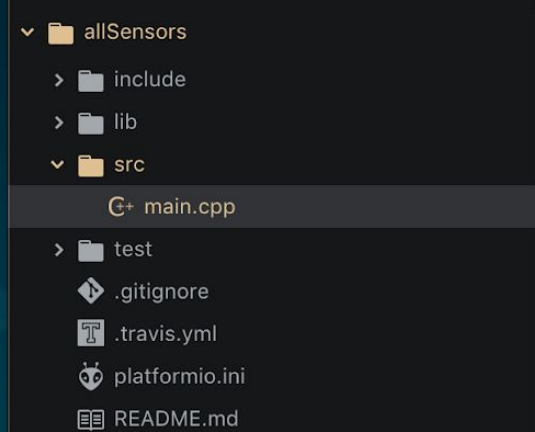 allSensors
include
lib
src
main.cpp
test
.gitignore
.travis.yml
platformio.ini
README.md